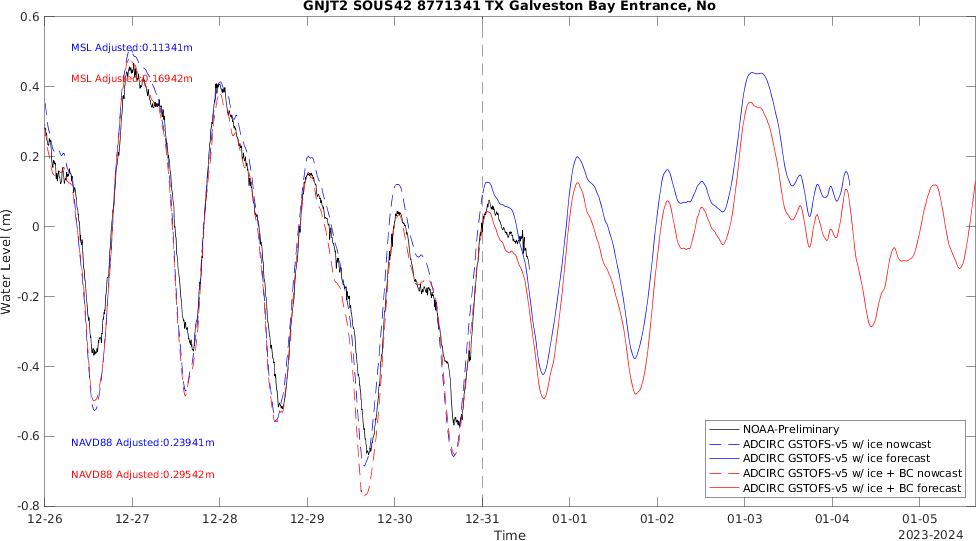 GNJT2 SOUS42 8771341 TX Galveston Bay Entrance, No
0.6
MSL Adjusted:0.11341m
MSL Adjusted:0.16942m
0.4
0.2
0
-0.2
-0.4
-0.6
-0.8
Water Level (m)
NAVD88 Adjusted:0.23941m
NAVD88 Adjusted:0.29542m
NOAA-Preliminary
ADCIRC GSTOFS-v5 w/ ice nowcast
ADCIRC GSTOFS-v5 w/ ice forecast
ADCIRC GSTOFS-v5 w/ ice + BC nowcast
ADCIRC GSTOFS-v5 w/ ice + BC forecast
12-26 12-27 12-28 12-29 12-30 12-31 01-01 01-02 01-03 01-04 01-05
Time
2023-2024